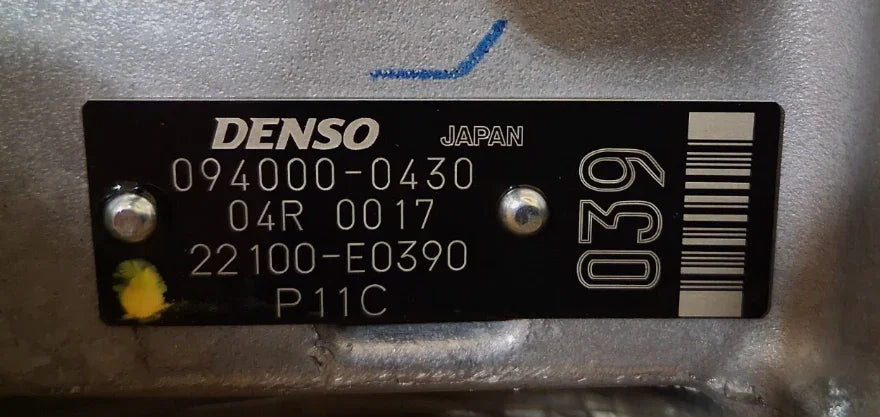 DENSO JAPAN
094000-0430
04R 0017
22100-E0390
P11C
039